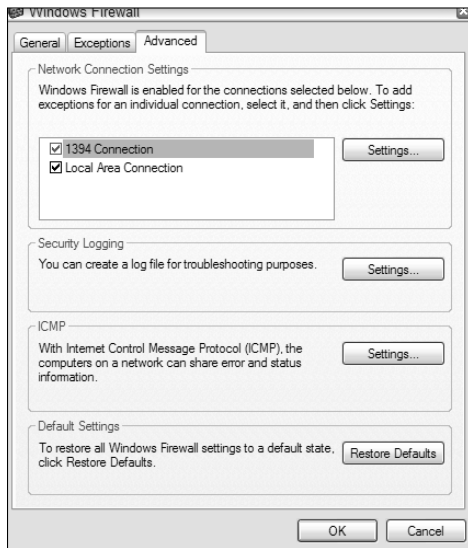 Windows Firewall
General Exceptions Advanced
Network Connection Settings
Windows Firewall is enabled for the connections selected
below. To add
exceptions for an individual connection, select it, and then click Settings:
1394 Connection
Local Area Connection
Settings...
Security Logging
You can create a log file for troubleshooting purposes.
Settings...
ICMP
With Internet Control Message Protocol (ICMP), the
computers on a network can share error and status
information.
Settings...
Default Settings
To restore all Windows Firewall settings to a default state,
click Restore Defaults.
Restore Defaults
OK Cancel